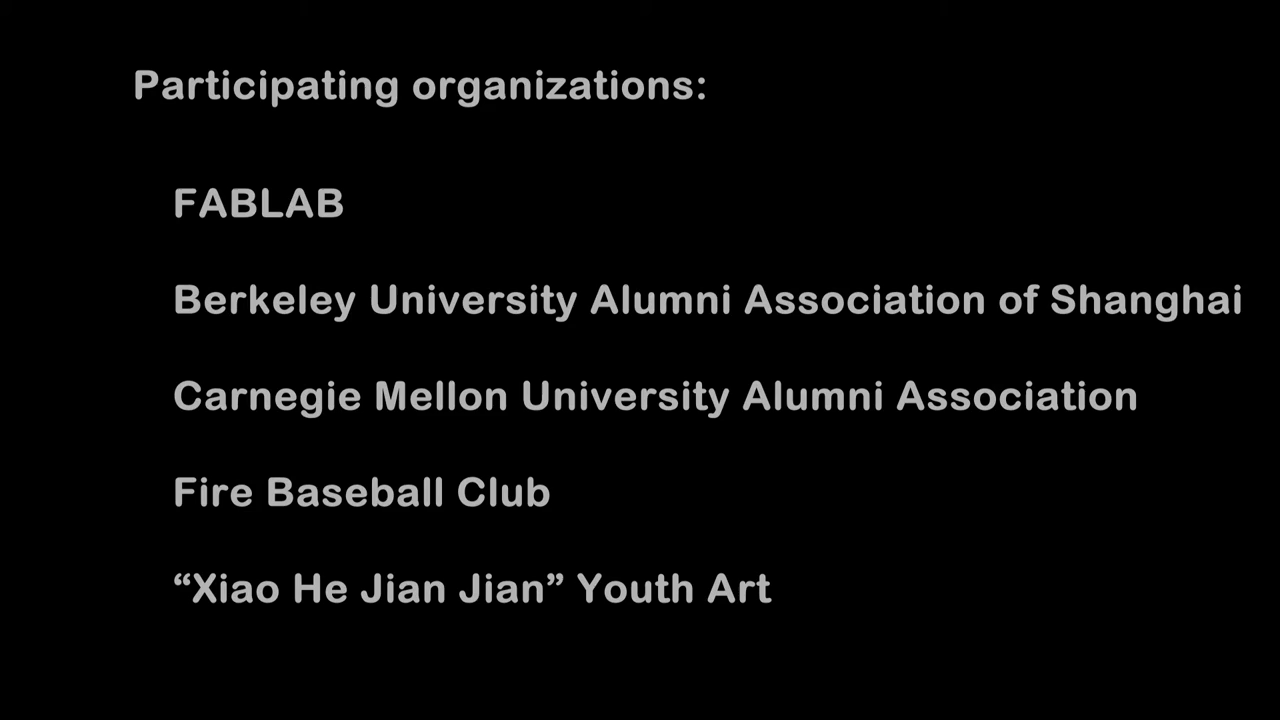 Participating organizations:
FABLAB
Berkeley University Alumni Association of Shanghai
Carnegie Mellon University Alumni Association
Fire Baseball Club
“Xiao He Jian Jian” Youth Art